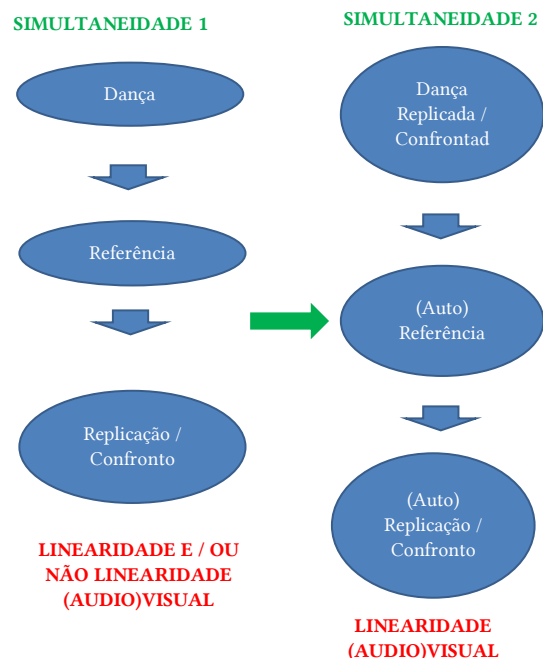 SIMULTANEIDADE 1
Dança
Referência
Replicação /
Confronto
LINEARIDADE E / OU
NÃO LINEARIDADE
(AUDIO)VISUAL
SIMULTANEIDADE 2
Dança
Replicada /
Confrontad
(Auto)
Referência
(Auto)
Replicação /
Confronto
LINEARIDADE
(AUDIO)VISUAL